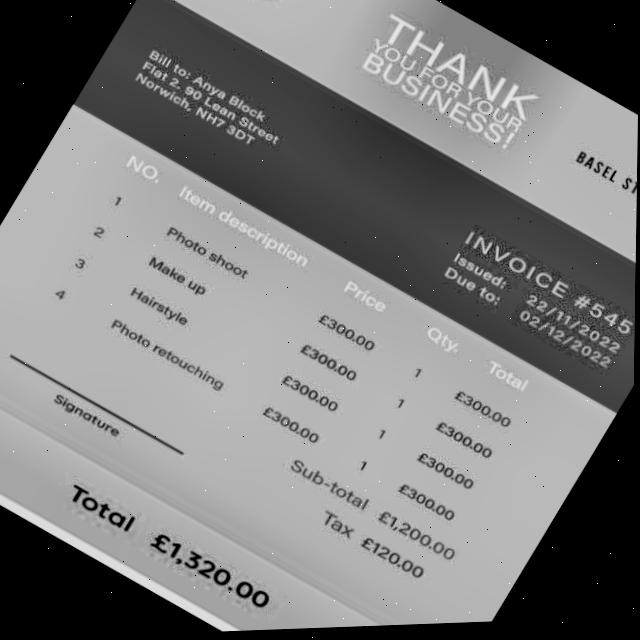 THANK
YOU FOR YOUR
BUSINESS!
BASEL
Bill to: Anya Block
Flat 2, 90 Lean Street
Norwich, NH7 3DT
INVOICE #545
Issued: 22/11/2022
Due to: 02/12/2022
NO. Item description Price Qty. Total
1 Photo shoot £300.00 1 £300.00
2 Make up £300.00 1 £300.00
3 Hairstyle £300.00 1 £300.00
4 Photo retouching £300.00 1 £300.00
Sub-total £1,200.00
Tax £120.00
Signature
Total £1,320.00